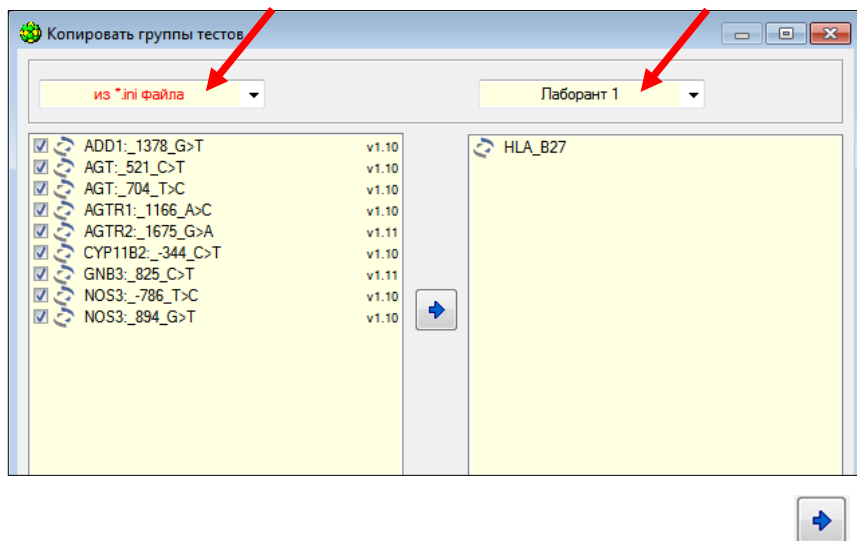 Копировать группы тестов
из *.ini файла
Лаборант 1
ADD1:_1378_G>T v1.10
AGT:_521_C>T v1.10
AGT:_704_T>C v1.10
AGTR1:_1166_A>C v1.10
AGTR2:_1675_G>A v1.11
CYP11B2:_-344_C>T v1.10
GNB3:_825_C>T v1.11
NOS3:_-786_T>C v1.10
NOS3:_894_G>T v1.10
HLA_B27